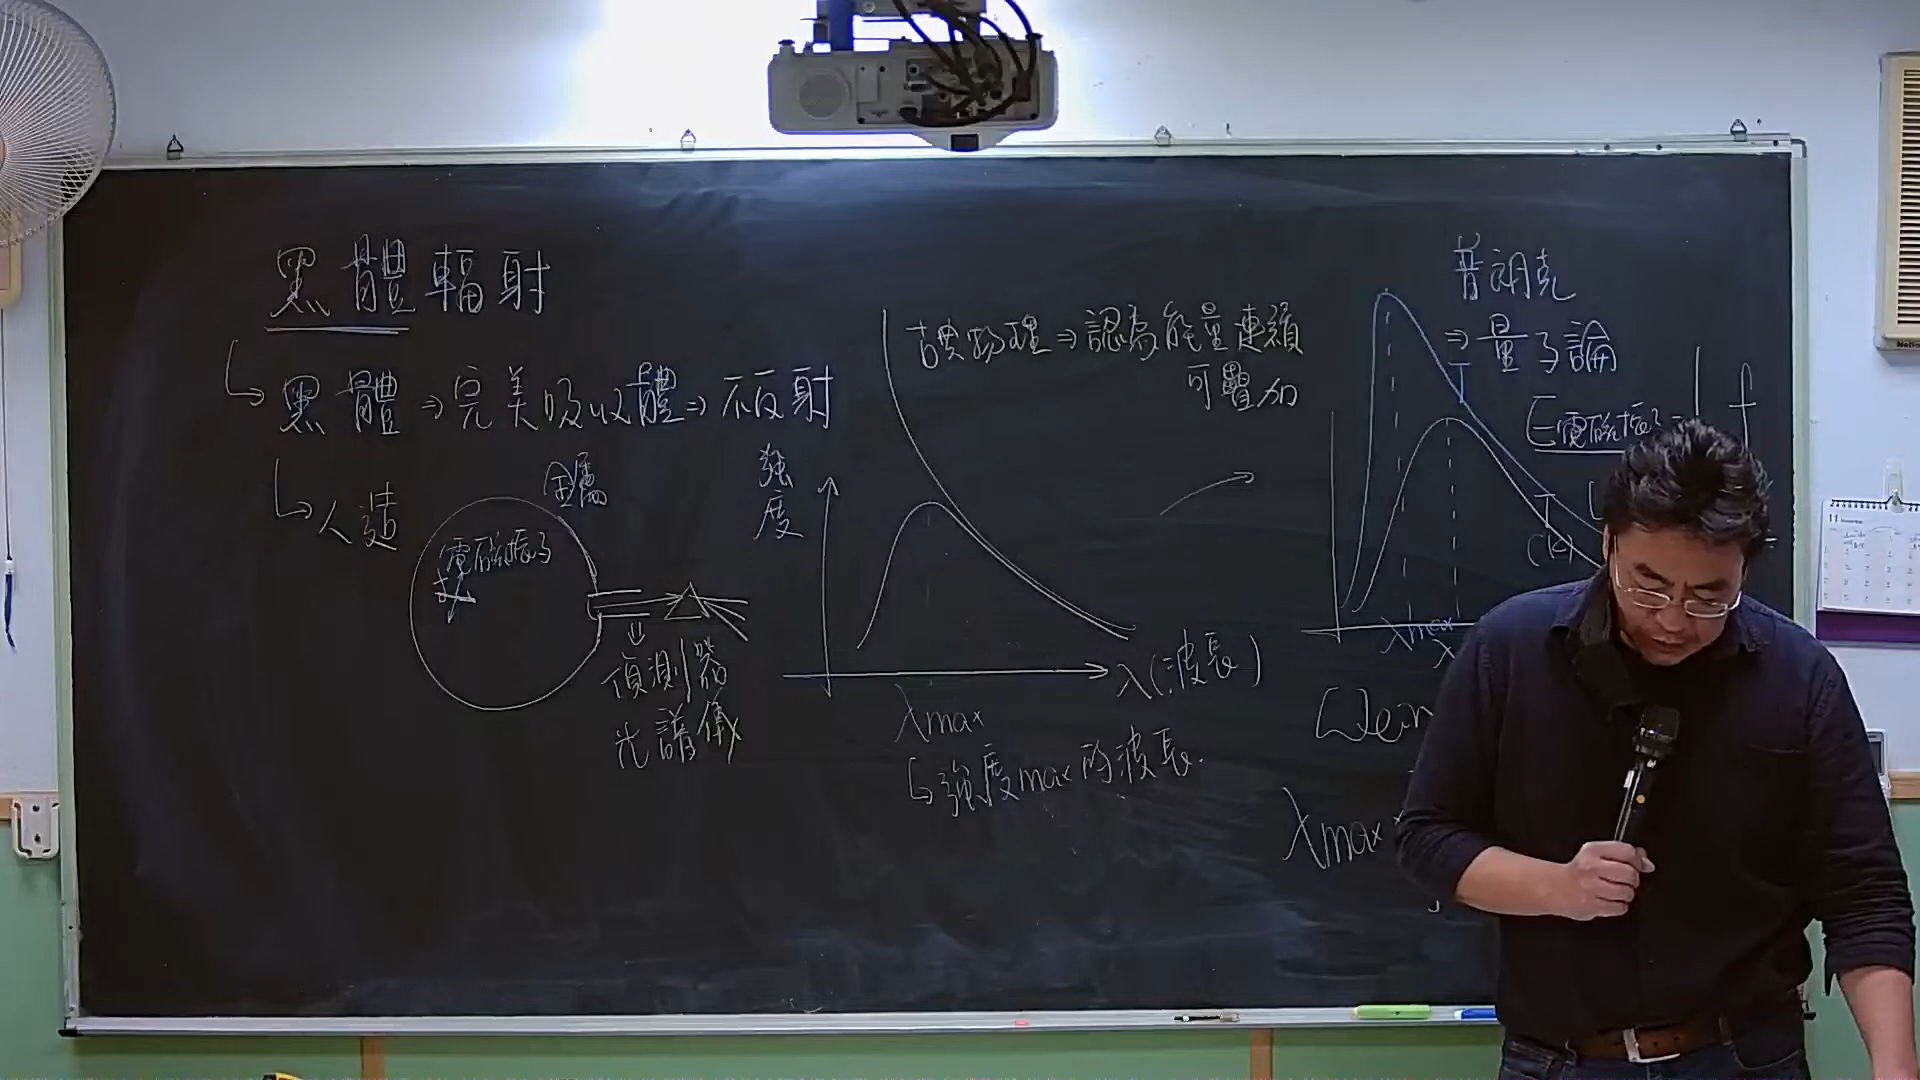 黑體輻射
黑體⇒完美吸收體⇒不反射
人造
金屬
電磁振子
偵測器
光譜儀
強度
古典物理⇒認為能量連續
可疊加
λ(波長)
λmax
強度max的波長
普朗克
⇒量子論
E電磁振子
f
T
T
(K)
λmax
λ
Wein
λmax